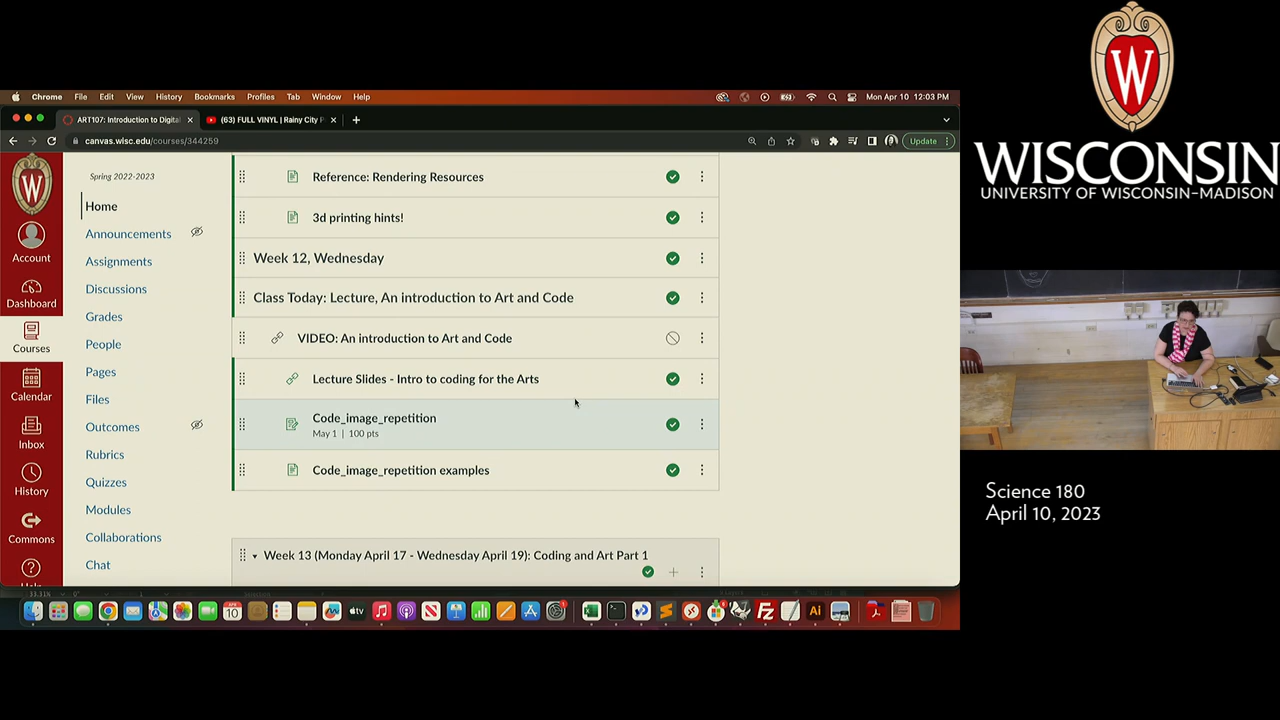 Chrome File Edit View History Bookmarks Profiles Tab Window Help
Mon Apr 10 12:03 PM
ART107: Introduction to Digital
(63) FULL VINYL | Rainy City P
canvas.wisc.edu/courses/344259
Update
Account
Dashboard
Courses
Calendar
Inbox
History
Commons
Help
Spring 2022-2023
Home
Announcements
Assignments
Discussions
Grades
People
Pages
Files
Outcomes
Rubrics
Quizzes
Modules
Collaborations
Chat
Reference: Rendering Resources
3d printing hints!
Week 12, Wednesday
Class Today: Lecture, An introduction to Art and Code
VIDEO: An introduction to Art and Code
Lecture Slides - Intro to coding for the Arts
Code_image_repetition
May 1 | 100 pts
Code_image_repetition examples
Week 13 (Monday April 17 - Wednesday April 19): Coding and Art Part 1
W
WISCONSIN
UNIVERSITY OF WISCONSIN–MADISON
Science 180
April 10, 2023